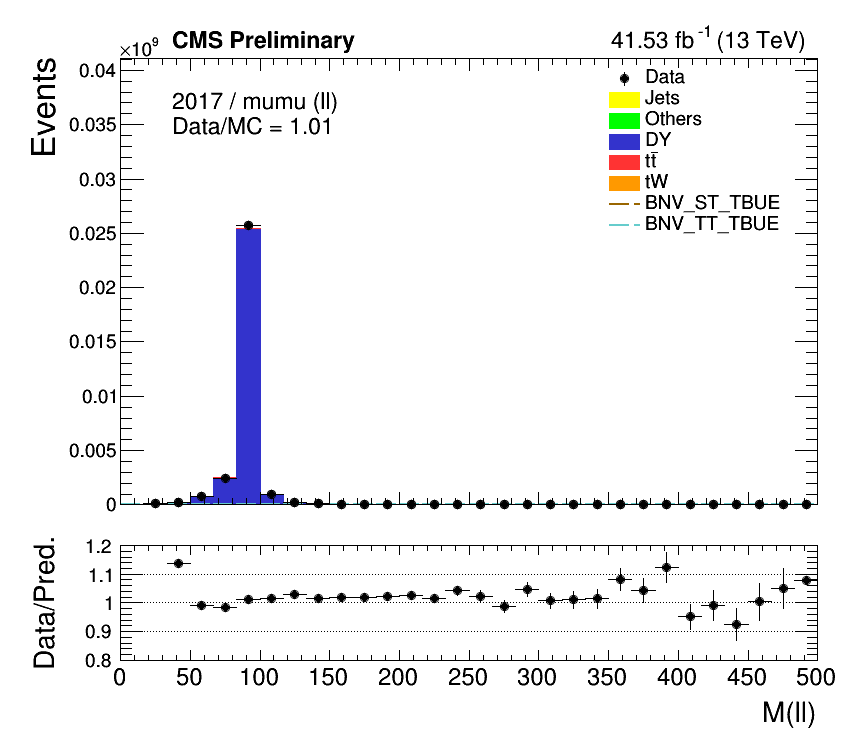 ×10⁹ CMS Preliminary 41.53 fb⁻¹ (13 TeV)
Events
0.04
0.035
0.03
0.025
0.02
0.015
0.01
0.005
0
2017 / mumu (ll)
Data/MC = 1.01
Data
Jets
Others
DY
tt̄
tW
BNV_ST_TBUE
BNV_TT_TBUE
Data/Pred.
1.2
1.1
1
0.9
0.8
0 50 100 150 200 250 300 350 400 450 500
M(ll)